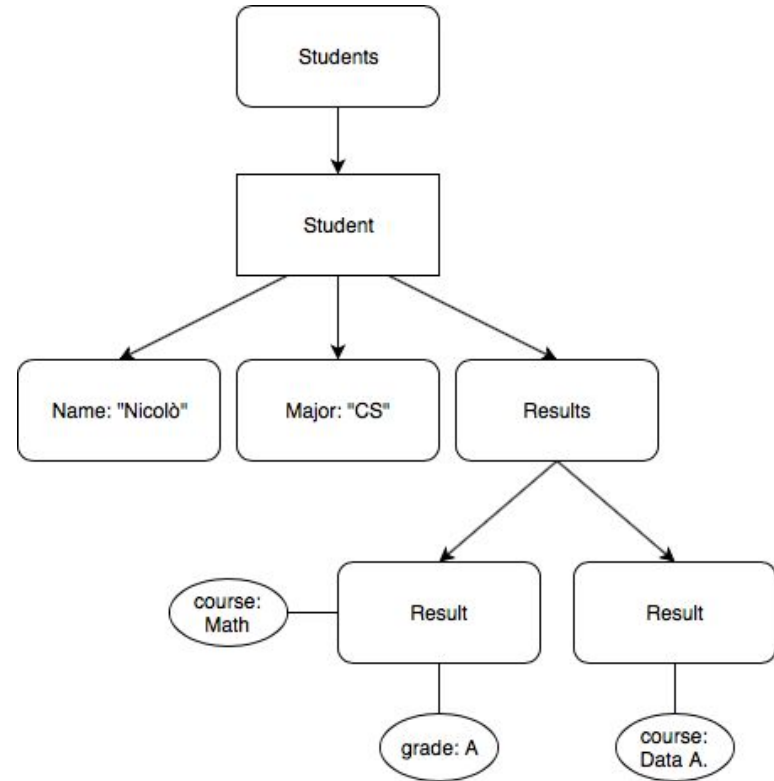 Students
Student
Name: "Nicolò"
Major: "CS"
Results
course:
Math
Result
Result
grade: A
course:
Data A.